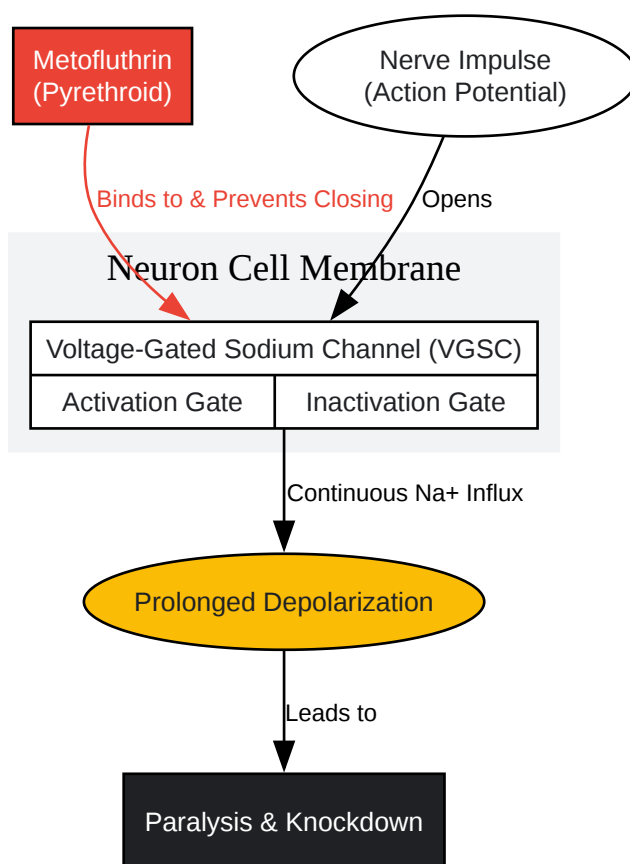 Metofluthrin
(Pyrethroid)
Nerve Impulse
(Action Potential)
Binds to & Prevents Closing
Opens
Neuron Cell Membrane
Voltage-Gated Sodium Channel (VGSC)
Activation Gate
Inactivation Gate
Continuous Na+ Influx
Prolonged Depolarization
Leads to
Paralysis & Knockdown